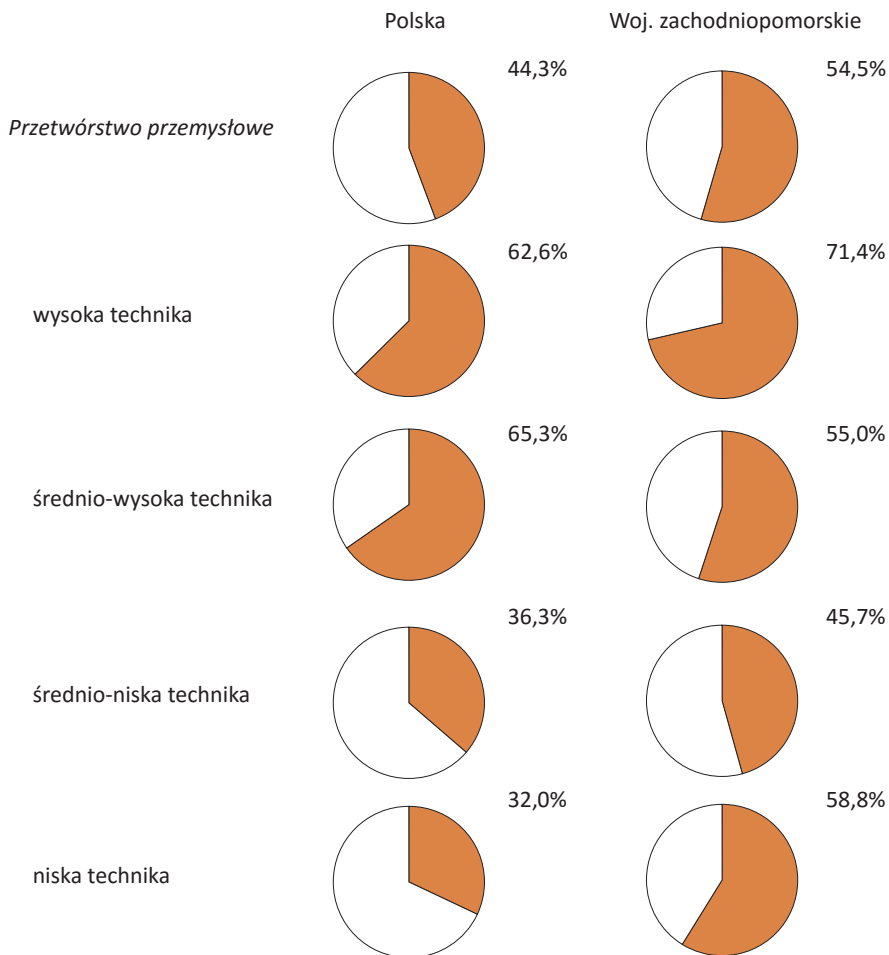 Polska Woj. zachodniopomorskie
44,3% 54,5%
Przetwórstwo przemysłowe
62,6% 71,4%
wysoka technika
65,3% 55,0%
średnio-wysoka technika
36,3% 45,7%
średnio-niska technika
32,0% 58,8%
niska technika